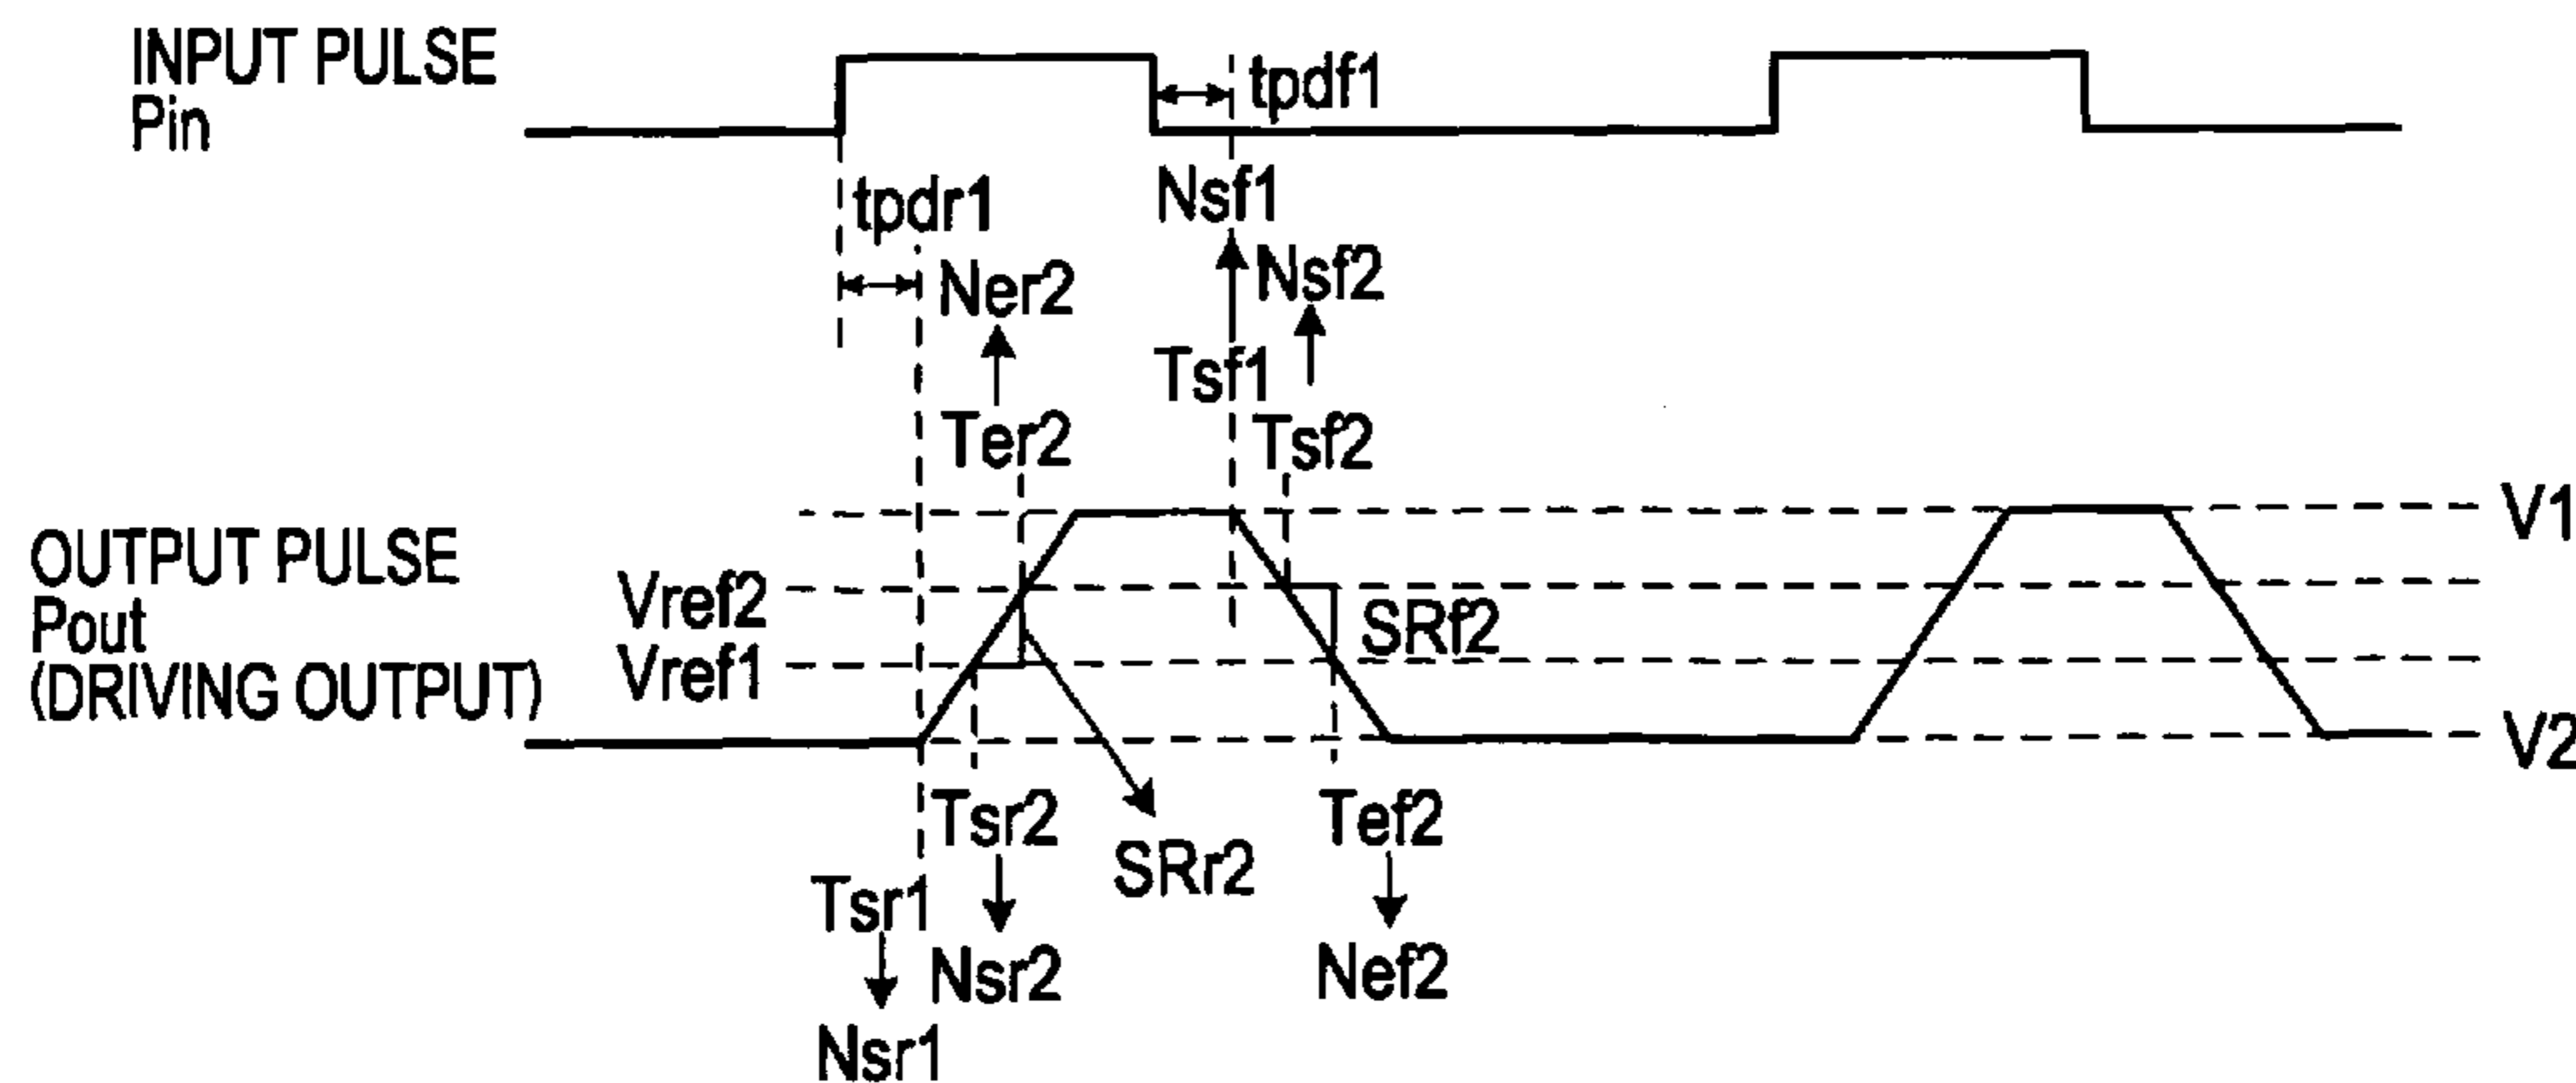 INPUT PULSE
Pin
tpdf1
tpdr1
Nsf1
Ner2
Nsf2
Tsf1
Ter2
Tsf2
V1
OUTPUT PULSE
Pout
(DRIVING OUTPUT)
Vref2
SRf2
Vref1
V2
Tsr2
Tef2
SRr2
Tsr1
Nsr2
Nef2
Nsr1